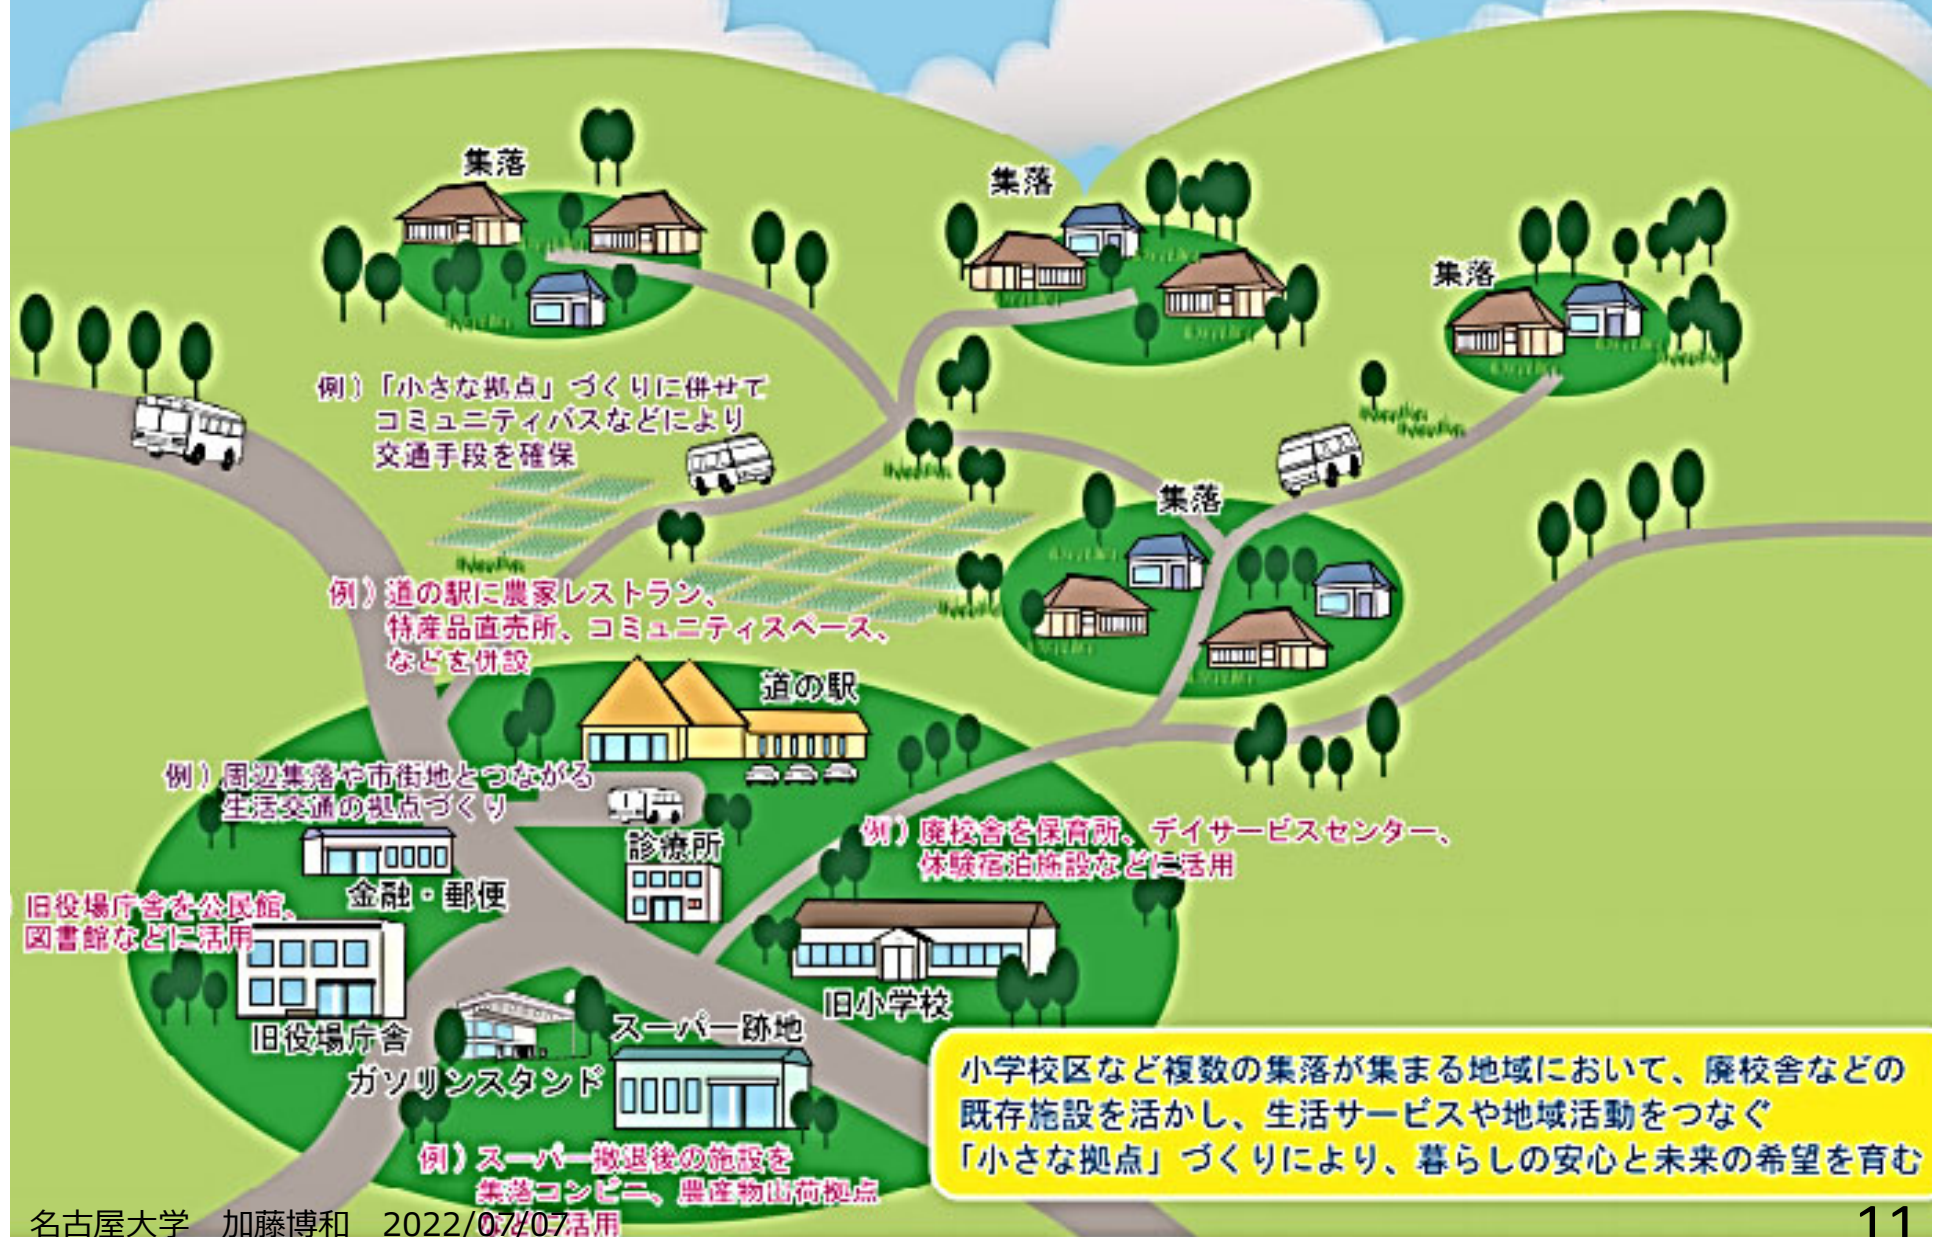 集落
集落
集落
例）「小さな拠点」づくりに併せて
コミュニティバスなどにより
交通手段を確保
集落
例）道の駅に農家レストラン、
特産品直売所、コミュニティスペース、
などを併設
道の駅
例）周辺集落や市街地とつながる
生活交通の拠点づくり
診療所
例）廃校舎を保育所、デイサービスセンター、
体験宿泊施設などに活用
金融・郵便
旧役場庁舎を公民館、
図書館などに活用
旧小学校
旧役場庁舎
スーパー跡地
ガソリンスタンド
小学校区など複数の集落が集まる地域において、廃校舎などの
既存施設を活かし、生活サービスや地域活動をつなぐ
「小さな拠点」づくりにより、暮らしの安心と未来の希望を育む
例）スーパー撤退後の施設を
集落コンビニ、農産物出荷拠点
などに活用
名古屋大学　加藤博和　2022/07/07
11